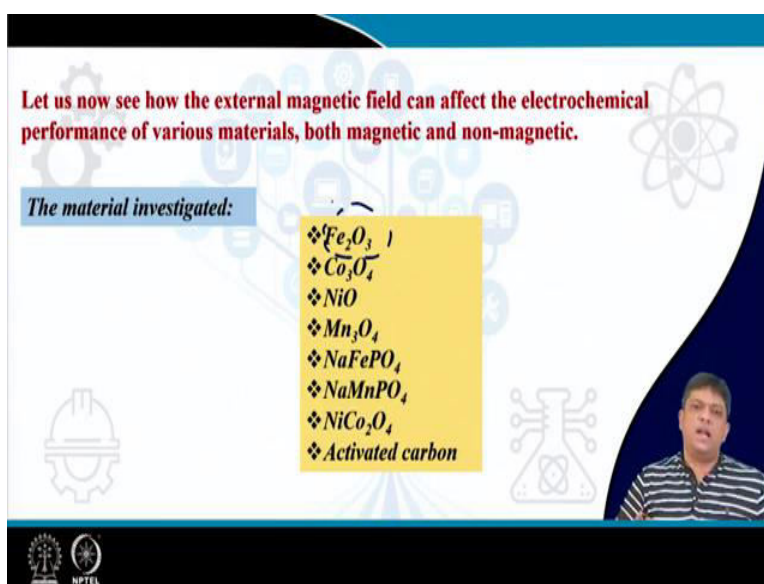 Let us now see how the external magnetic field can affect the electrochemical
performance of various materials, both magnetic and non-magnetic.
The material investigated:
❖Fe₂O₃
❖Co₃O₄
❖NiO
❖Mn₃O₄
❖NaFePO₄
❖NaMnPO₄
❖NiCo₂O₄
❖Activated carbon
NPTEL